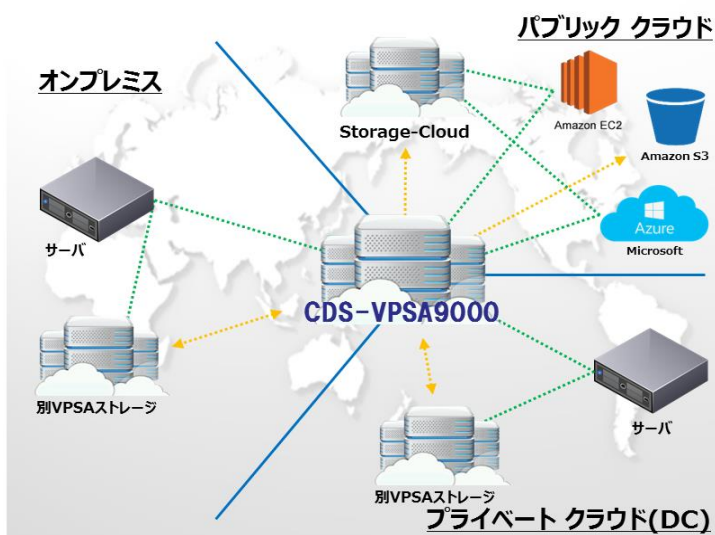 パブリック クラウド
オンプレミス
Storage-Cloud
Amazon EC2
Amazon S3
Azure
Microsoft
サーバ
CDS-VPSA9000
別VPSAストレージ
サーバ
別VPSAストレージ
プライベート クラウド(DC)